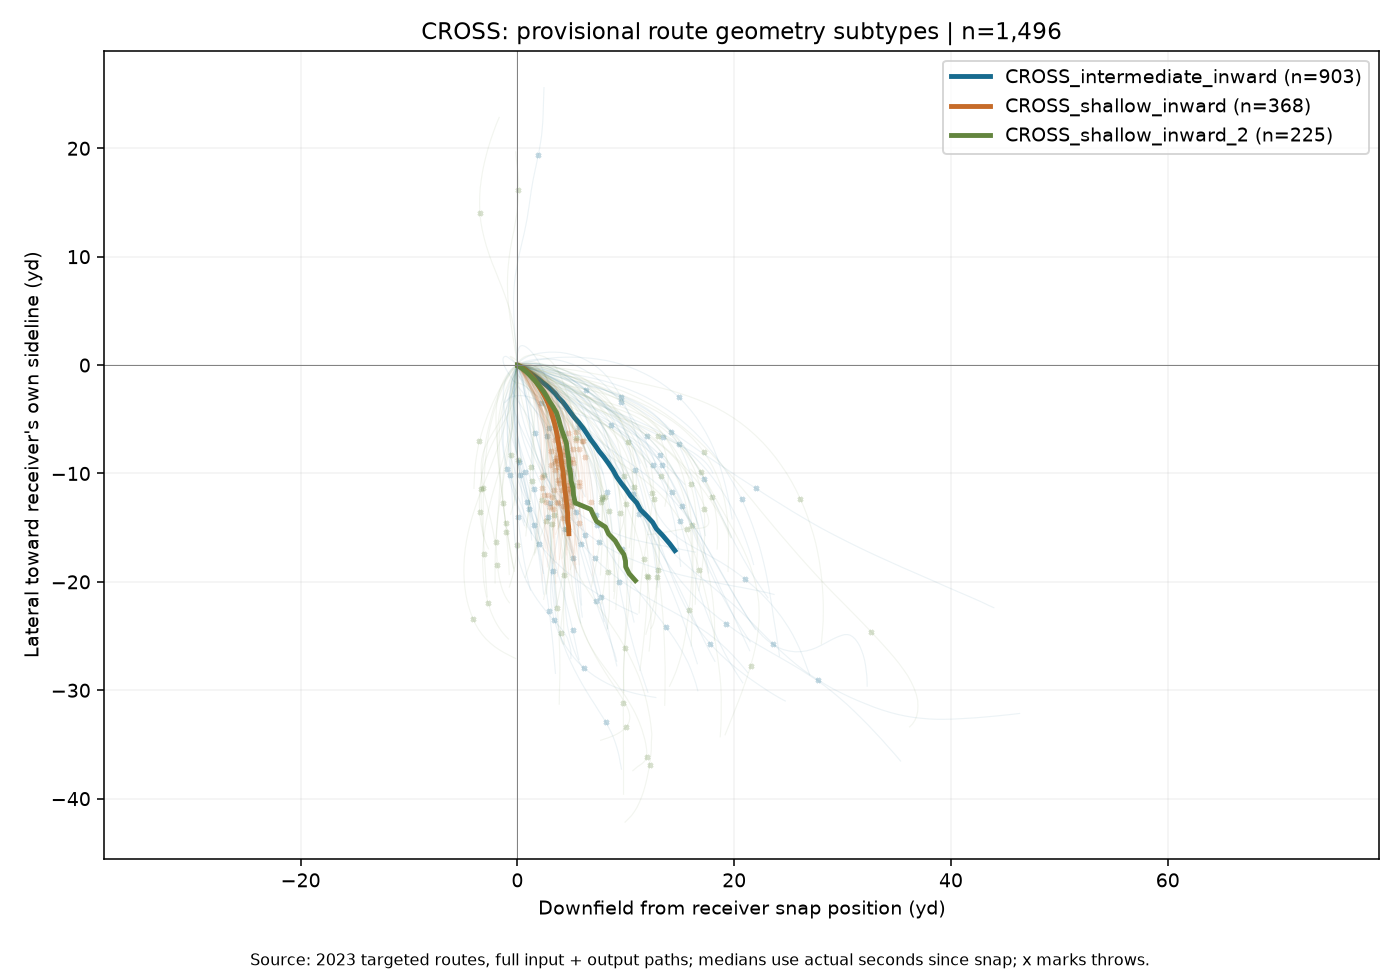 CROSS: provisional route geometry subtypes | n=1,496
CROSS_intermediate_inward (n=903)
CROSS_shallow_inward (n=368)
CROSS_shallow_inward_2 (n=225)
Lateral toward receiver's own sideline (yd)
20
10
0
−10
−20
−30
−40
−20
0
20
40
60
Downfield from receiver snap position (yd)
Source: 2023 targeted routes, full input + output paths; medians use actual seconds since snap; x marks throws.